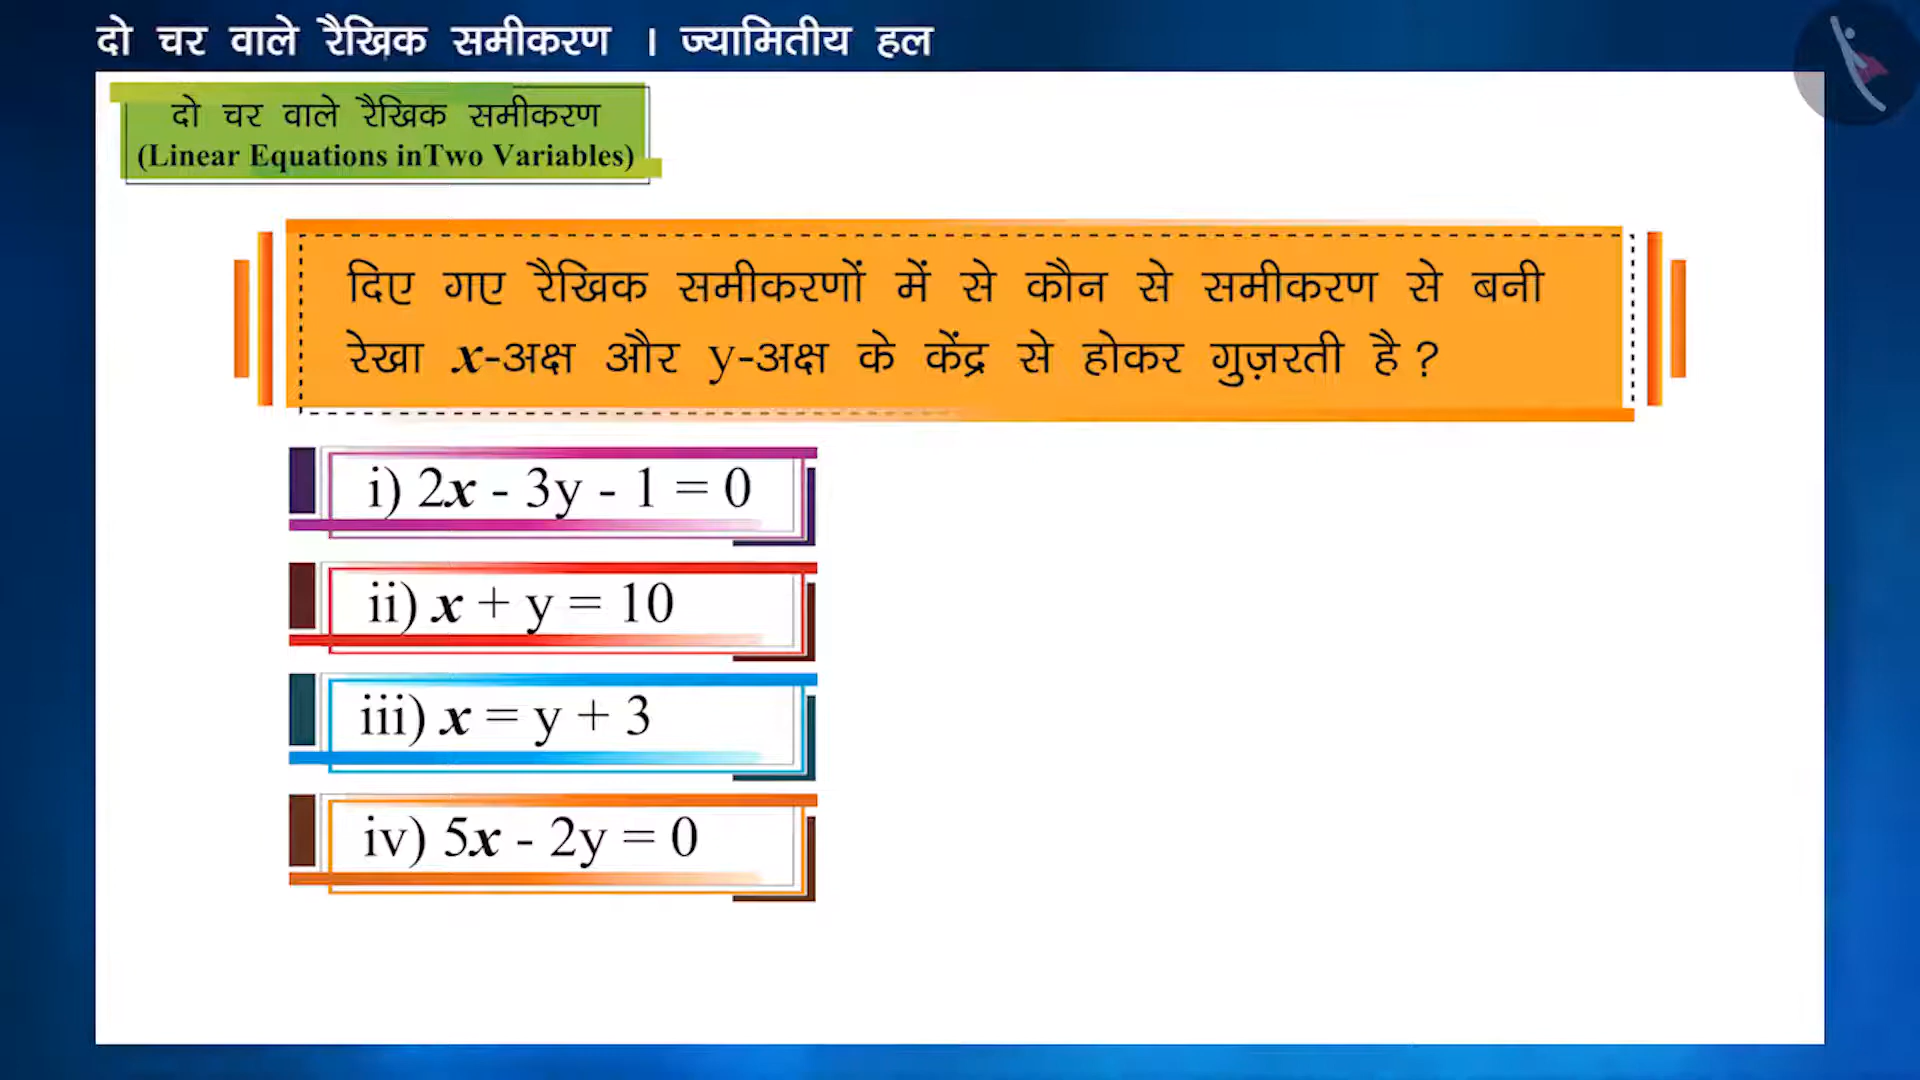 दो चर वाले रैखिक समीकरण । ज्यामितीय हल
दो चर वाले रैखिक समीकरण
(Linear Equations inTwo Variables)
दिए गए रैखिक समीकरणों में से कौन से समीकरण से बनी
रेखा x-अक्ष और y-अक्ष के केंद्र से होकर गुज़रती है ?
i) 2x - 3y - 1 = 0
ii) x + y = 10
iii) x = y + 3
iv) 5x - 2y = 0